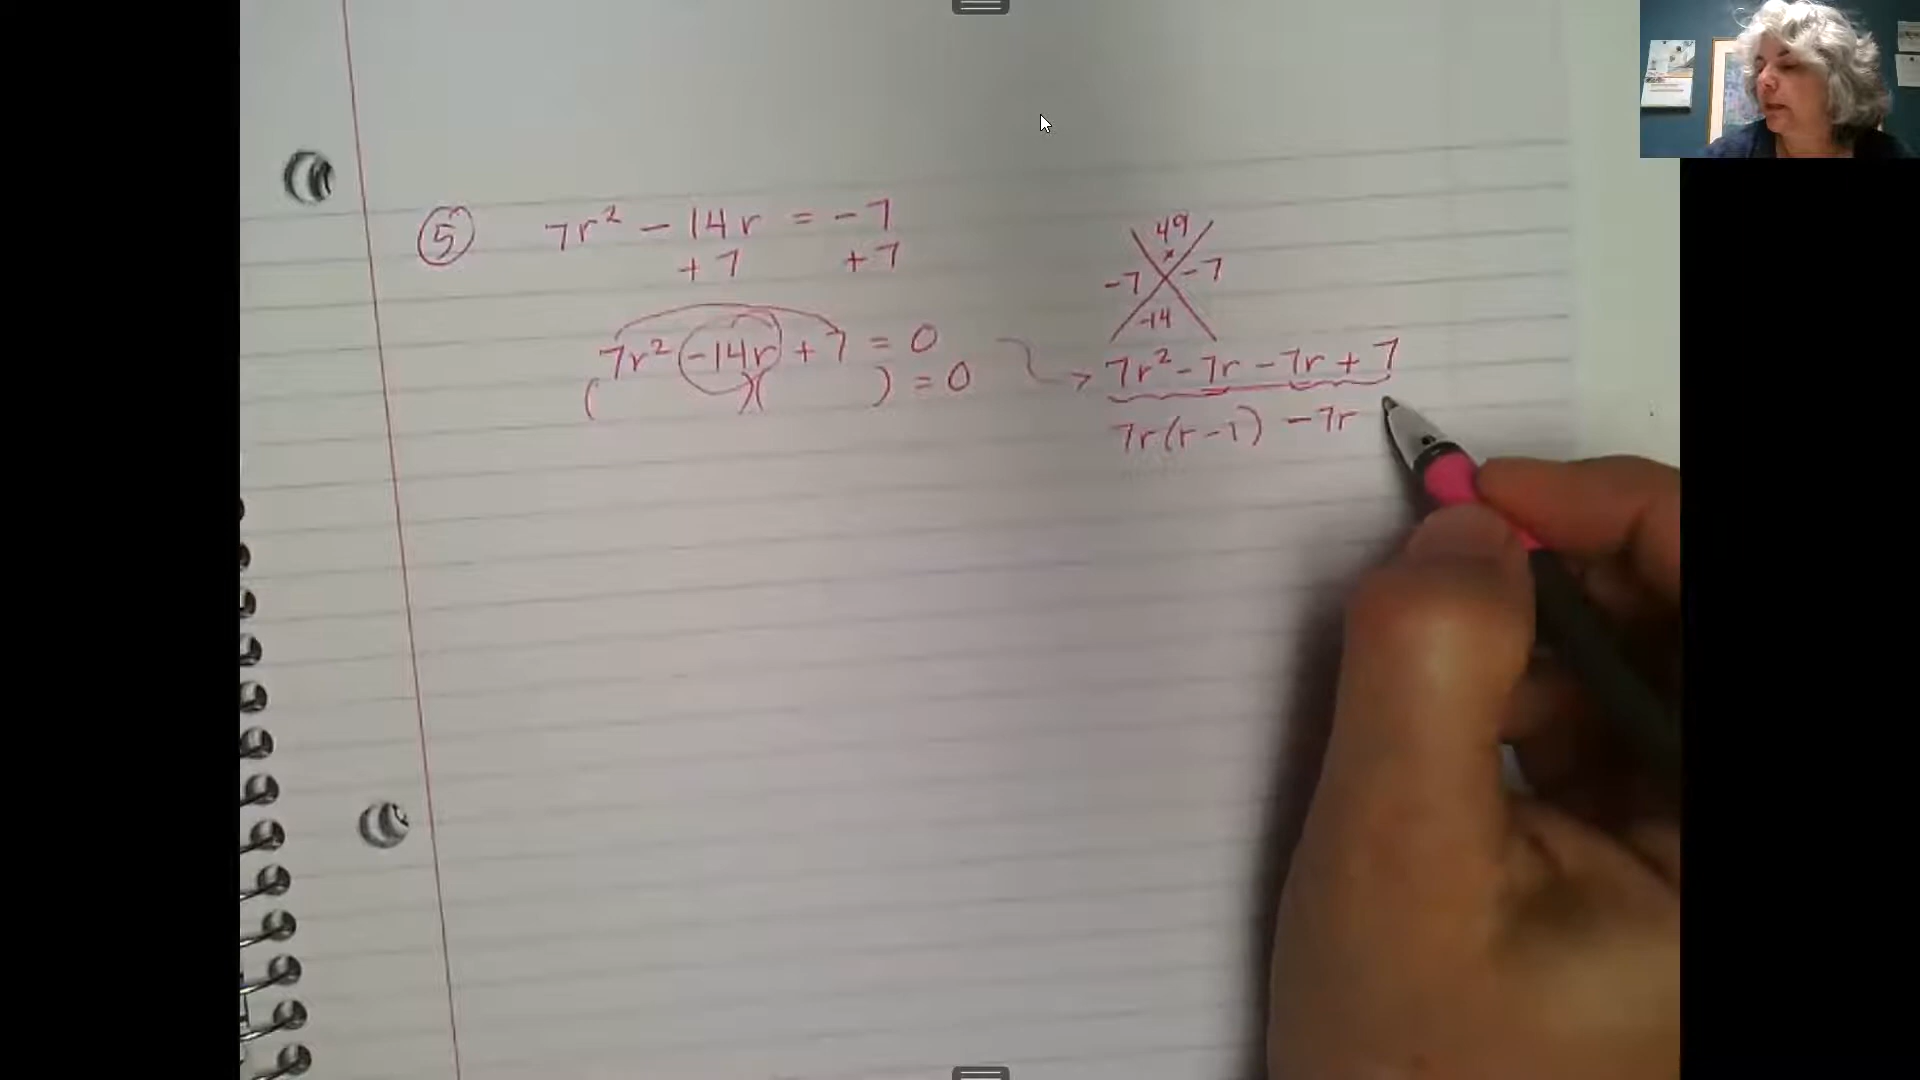 ⑤ 7r² - 14r = -7
+7 +7
7r² -14r + 7 = 0
( )( ) = 0
49
-7 × -7
-14
7r² - 7r - 7r + 7
7r(r-1) -7r